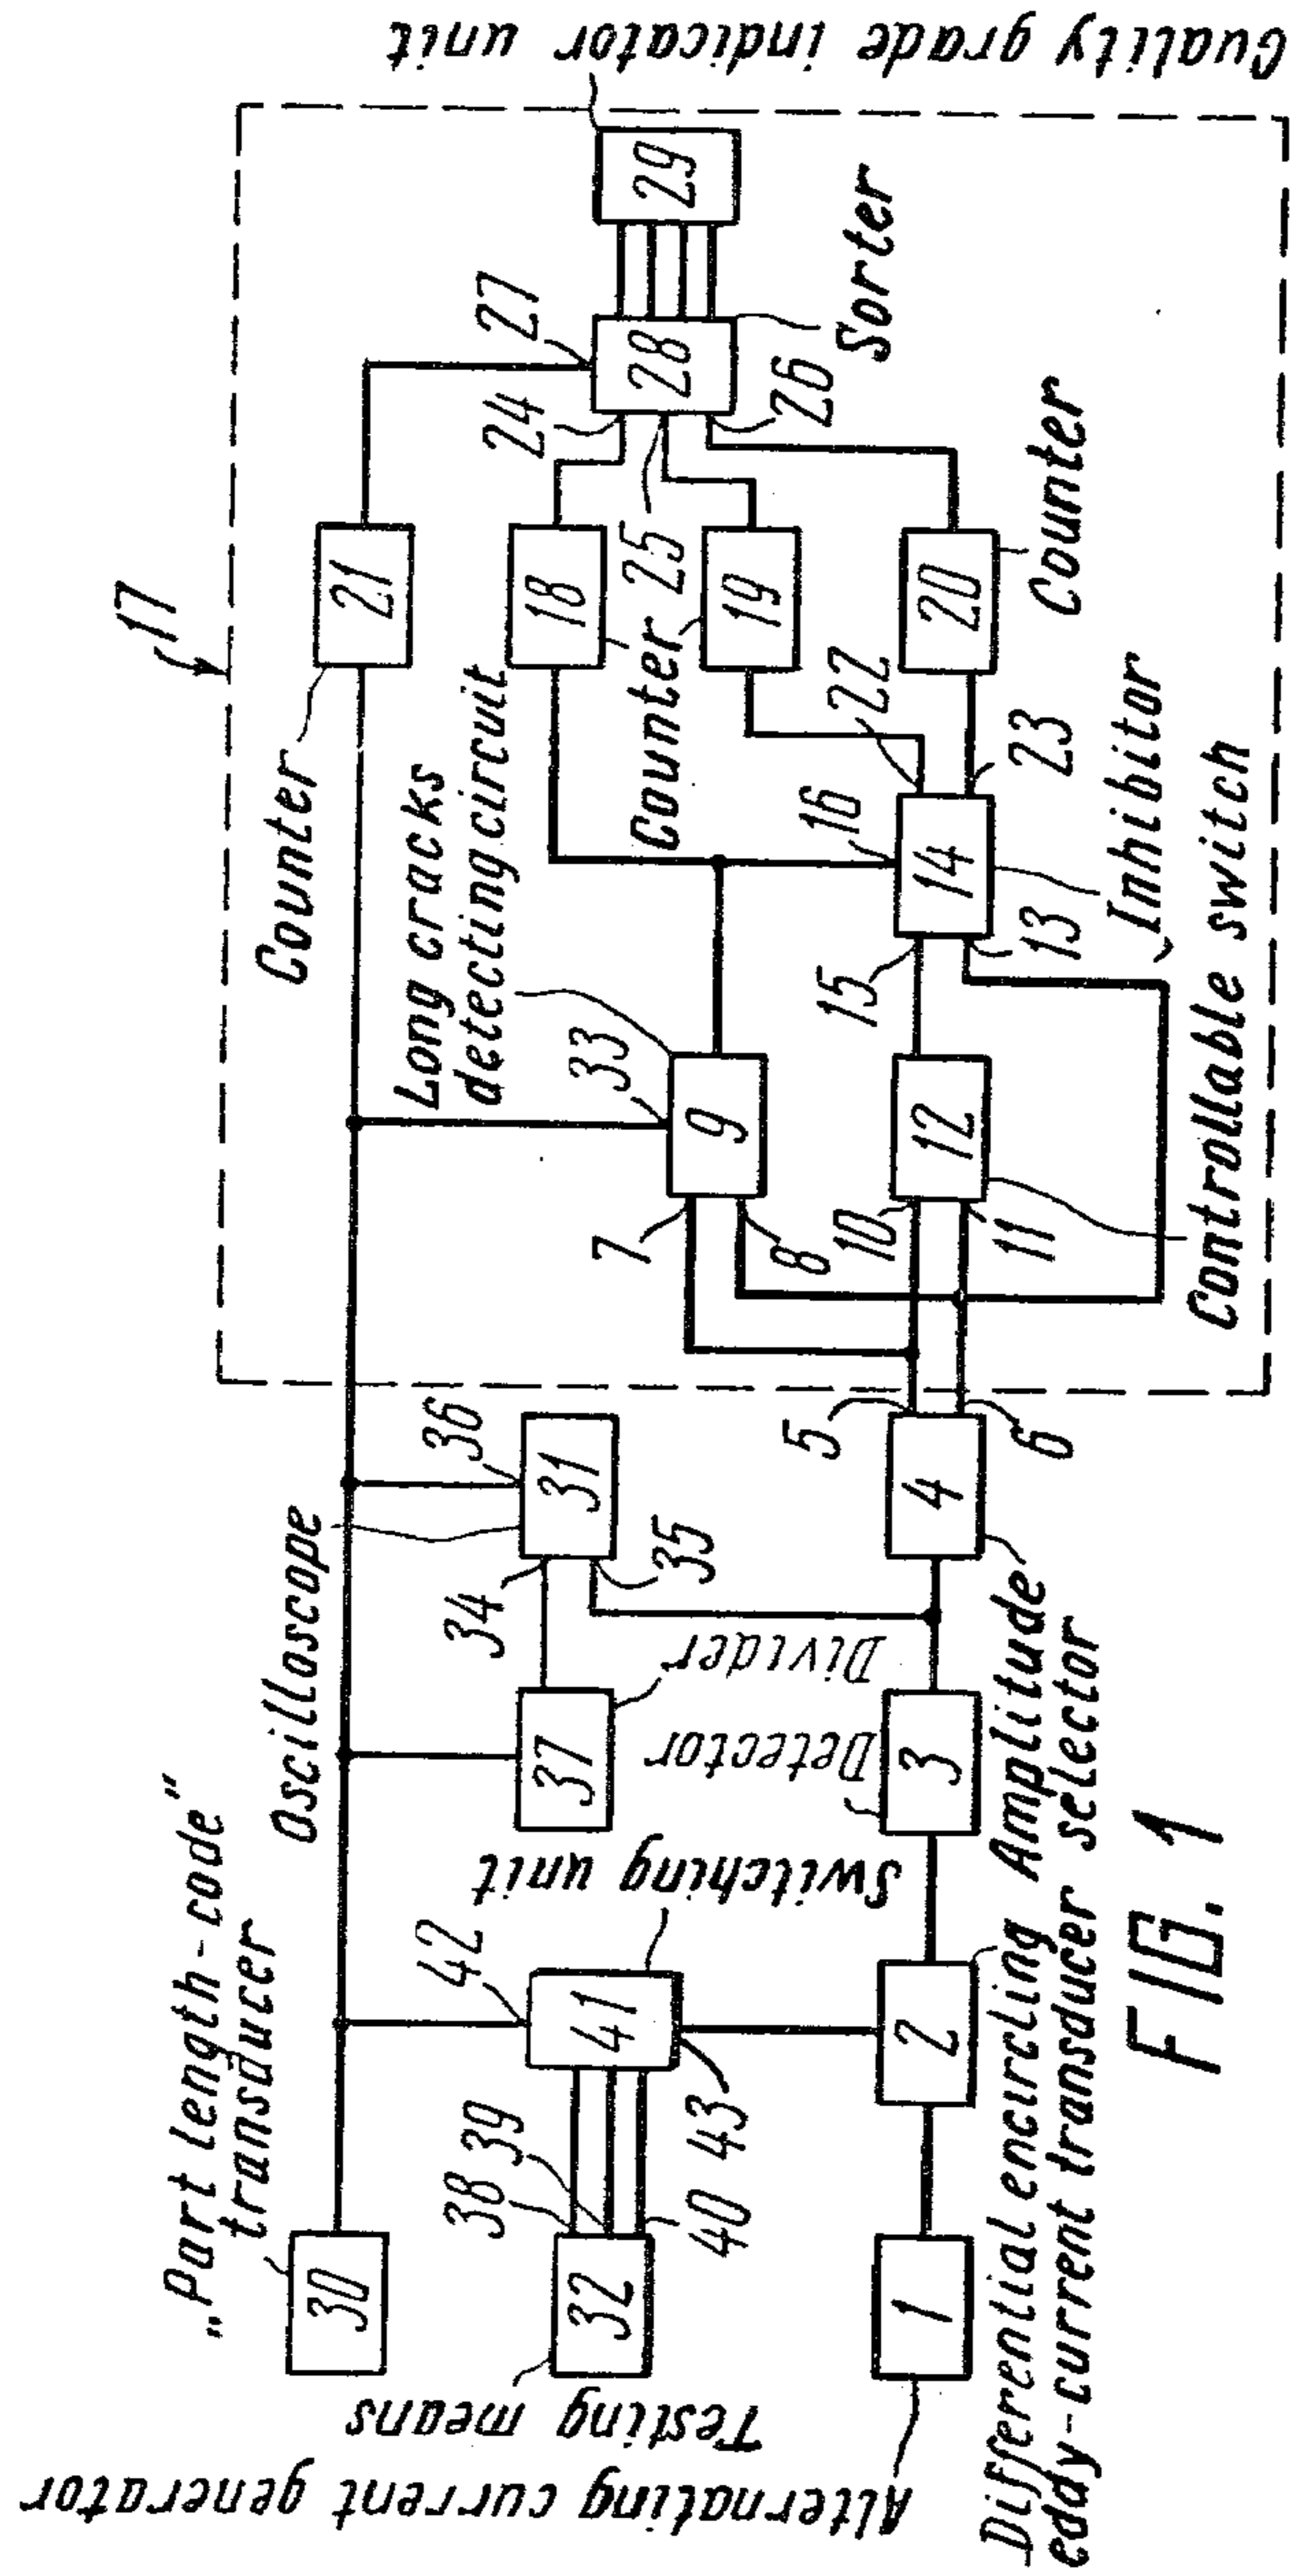 17
Counter
21
27
Guality grade indicator unit
29
28
24
25
26
Sorter
18
Counter
19
20
Counter
Long cracks
detecting circuit
33
9
7
8
16
22
23
14
15
13
Inhibitor
12
10
11
Controllable switch
„Part length-code"
transducer
30
Oscilloscope
36
31
34
35
37
Divider
Detector
3
4
5
6
Amplitude
selector
Switching unit
42
41
43
38
39
40
32
Testing means
Alternating current generator
1
2
Differential encircling
eddy-current transducer
FIG. 1